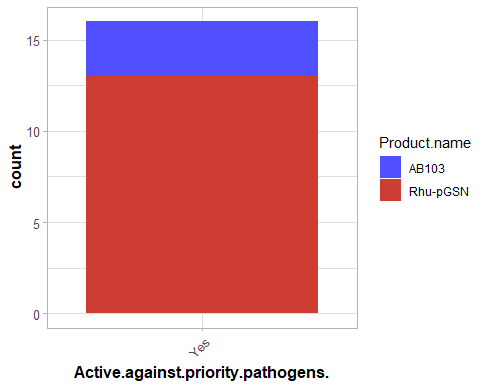 count
15
10
5
0
Yes
Active.against.priority.pathogens.
Product.name
AB103
Rhu-pGSN